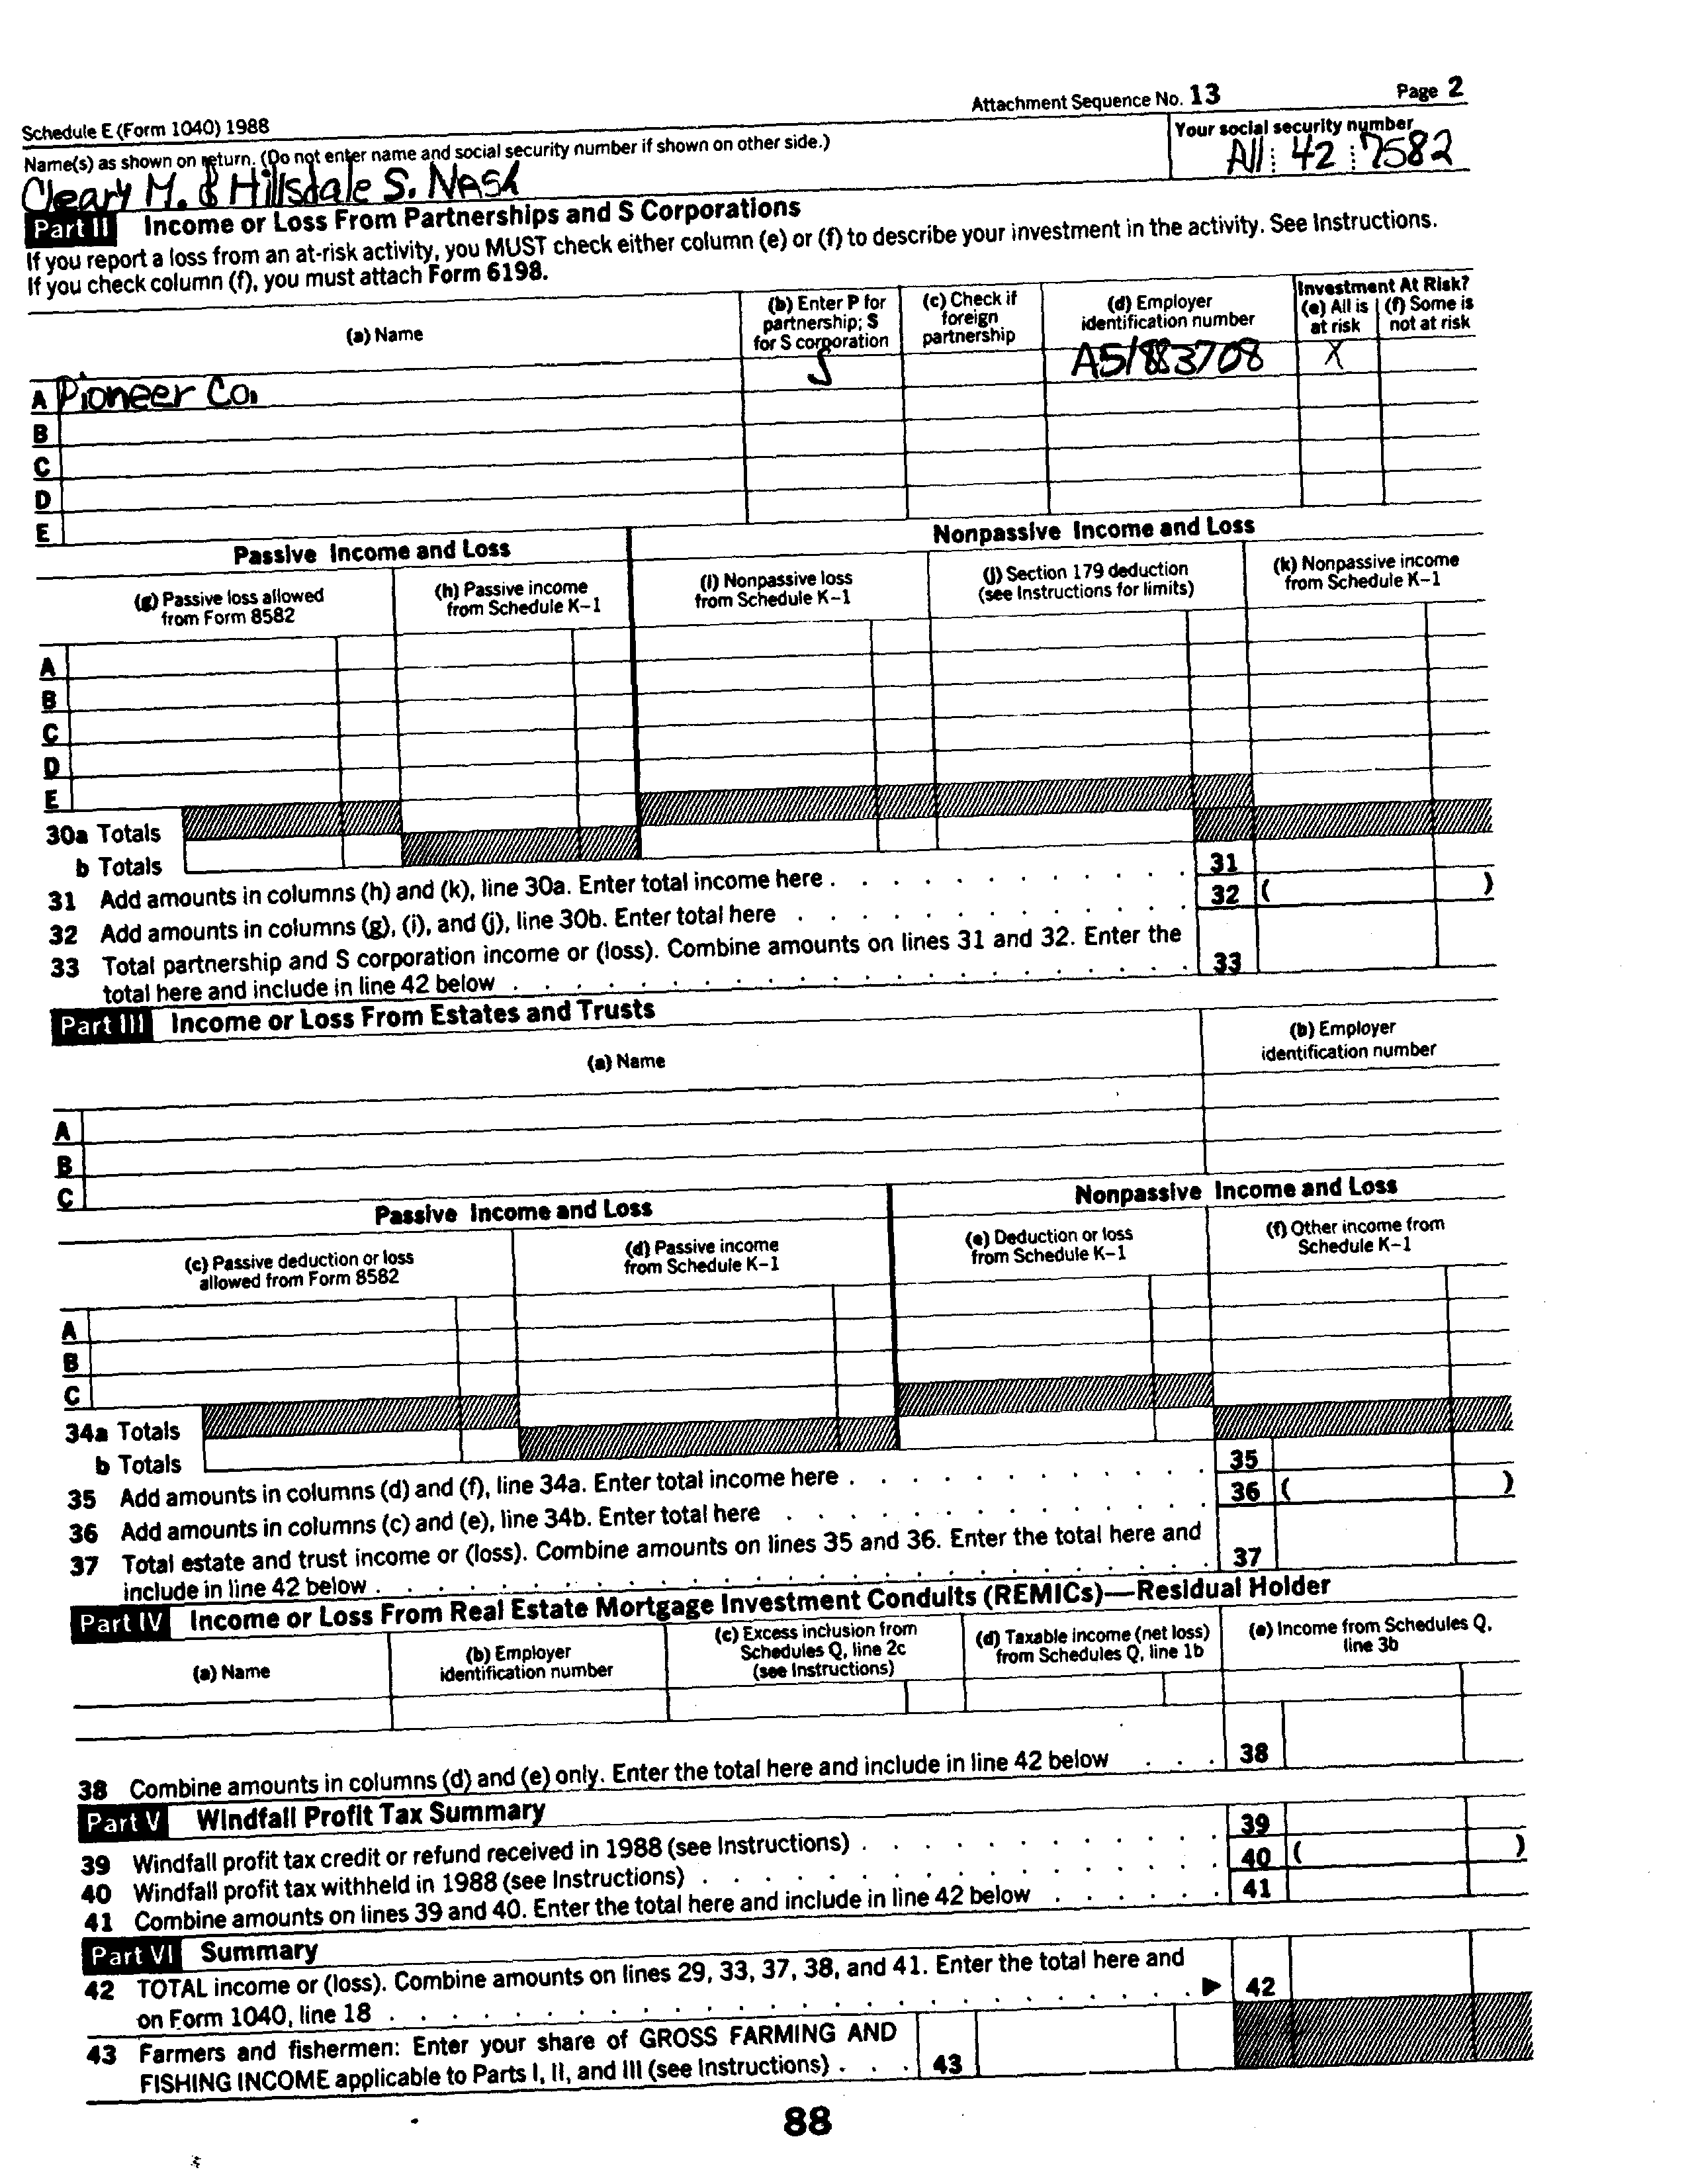 Attachment Sequence No. 13 Page 2
Schedule E (Form 1040) 1988
Name(s) as shown on return. (Do not enter name and social security number if shown on other side.) Your social security number
Cleary M. & Hillsdale S. Nash A11 42 7582
Part II Income or Loss From Partnerships and S Corporations
If you report a loss from an at-risk activity, you MUST check either column (e) or (f) to describe your investment in the activity. See Instructions.
If you check column (f), you must attach Form 6198.
(a) Name
(b) Enter P for partnership; S for S corporation
(c) Check if foreign partnership
(d) Employer identification number
Investment At Risk?
(e) All is at risk
(f) Some is not at risk
A Pioneer Co. S A51883708 X
B
C
D
E
Passive Income and Loss Nonpassive Income and Loss
(g) Passive loss allowed from Form 8582
(h) Passive income from Schedule K-1
(i) Nonpassive loss from Schedule K-1
(j) Section 179 deduction (see Instructions for limits)
(k) Nonpassive income from Schedule K-1
A
B
C
D
E
30a Totals
b Totals
31 Add amounts in columns (h) and (k), line 30a. Enter total income here . . . 31
32 Add amounts in columns (g), (i), and (j), line 30b. Enter total here . . . 32 ( )
33 Total partnership and S corporation income or (loss). Combine amounts on lines 31 and 32. Enter the
total here and include in line 42 below . . . 33
Part III Income or Loss From Estates and Trusts
(a) Name
(b) Employer identification number
A
B
C
Passive Income and Loss Nonpassive Income and Loss
(c) Passive deduction or loss allowed from Form 8582
(d) Passive income from Schedule K-1
(e) Deduction or loss from Schedule K-1
(f) Other income from Schedule K-1
A
B
C
34a Totals
b Totals
35 Add amounts in columns (d) and (f), line 34a. Enter total income here . . . 35
36 Add amounts in columns (c) and (e), line 34b. Enter total here . . . 36 ( )
37 Total estate and trust income or (loss). Combine amounts on lines 35 and 36. Enter the total here and
include in line 42 below . . . 37
Part IV Income or Loss From Real Estate Mortgage Investment Conduits (REMICs)—Residual Holder
(a) Name
(b) Employer identification number
(c) Excess inclusion from Schedules Q, line 2c (see Instructions)
(d) Taxable income (net loss) from Schedules Q, line 1b
(e) Income from Schedules Q, line 3b
38 Combine amounts in columns (d) and (e) only. Enter the total here and include in line 42 below . . . 38
Part V Windfall Profit Tax Summary
39 Windfall profit tax credit or refund received in 1988 (see Instructions) . . . 39
40 Windfall profit tax withheld in 1988 (see Instructions) . . . 40 ( )
41 Combine amounts on lines 39 and 40. Enter the total here and include in line 42 below . . . 41
Part VI Summary
42 TOTAL income or (loss). Combine amounts on lines 29, 33, 37, 38, and 41. Enter the total here and
on Form 1040, line 18 . . . ▶ 42
43 Farmers and fishermen: Enter your share of GROSS FARMING AND
FISHING INCOME applicable to Parts I, II, and III (see Instructions) . . . 43
88